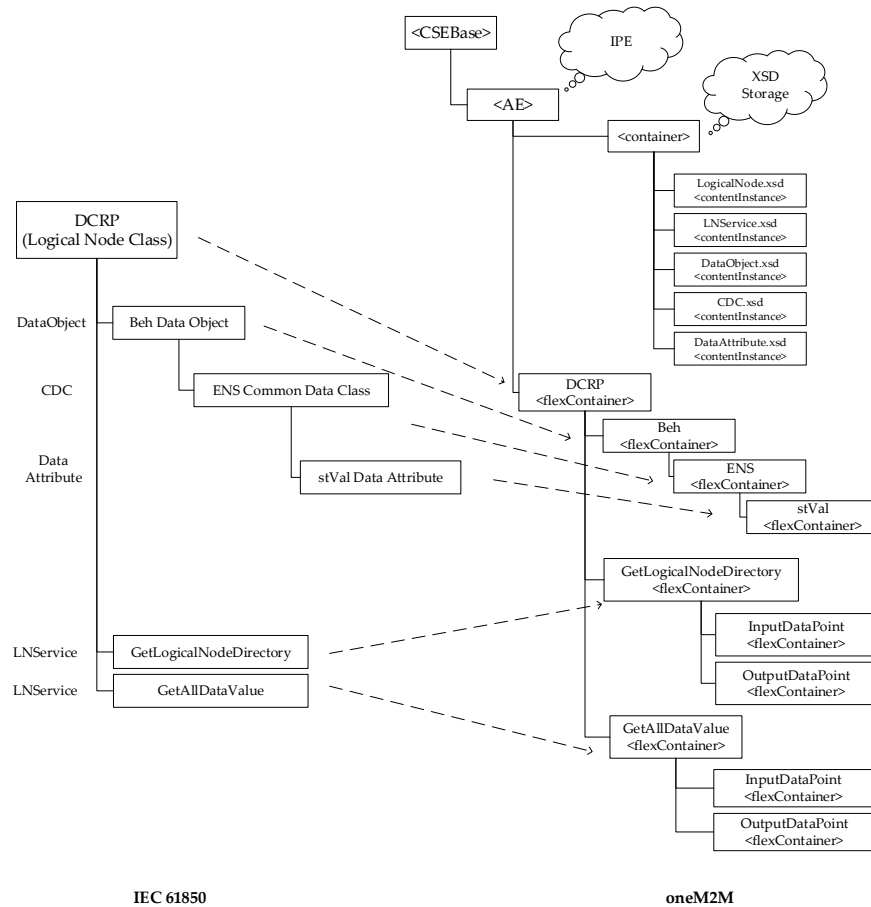 <CSEBase>
IPE
<AE>
XSD
Storage
<container>
LogicalNode.xsd
<contentInstance>
LNService.xsd
<contentInstance>
DataObject.xsd
<contentInstance>
CDC.xsd
<contentInstance>
DataAttribute.xsd
<contentInstance>
DCRP
(Logical Node Class)
DataObject
Beh Data Object
CDC
ENS Common Data Class
Data
Attribute
stVal Data Attribute
DCRP
<flexContainer>
Beh
<flexContainer>
ENS
<flexContainer>
stVal
<flexContainer>
LNService
GetLogicalNodeDirectory
LNService
GetAllDataValue
GetLogicalNodeDirectory
<flexContainer>
InputDataPoint
<flexContainer>
OutputDataPoint
<flexContainer>
GetAllDataValue
<flexContainer>
InputDataPoint
<flexContainer>
OutputDataPoint
<flexContainer>
IEC 61850
oneM2M